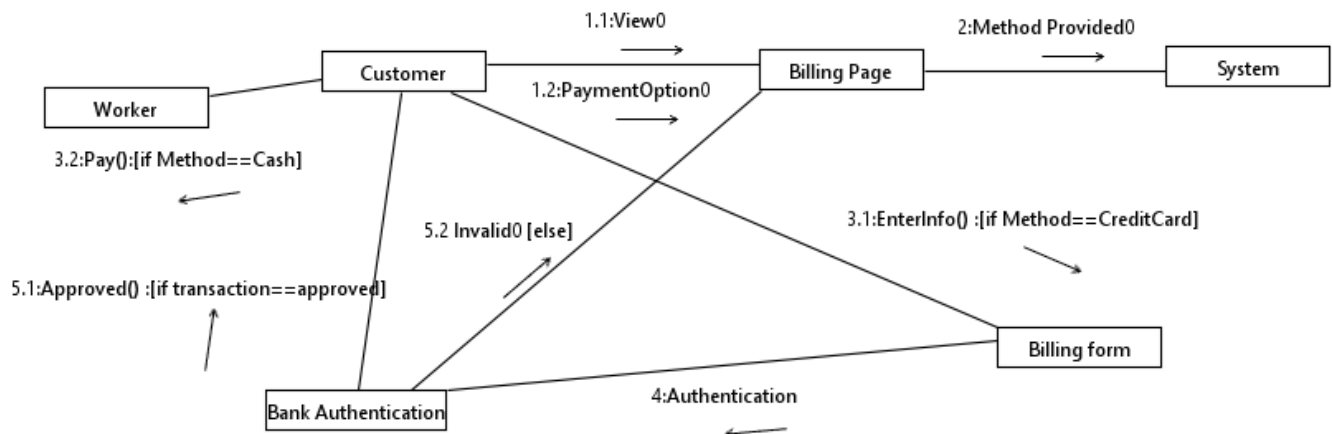 1.1:View0
2:Method Provided0
Customer
Billing Page
System
Worker
1.2:PaymentOption0
3.2:Pay():[if Method==Cash]
5.2 Invalid0 [else]
3.1:EnterInfo() :[if Method==CreditCard]
5.1:Approved() :[if transaction==approved]
Billing form
Bank Authentication
4:Authentication